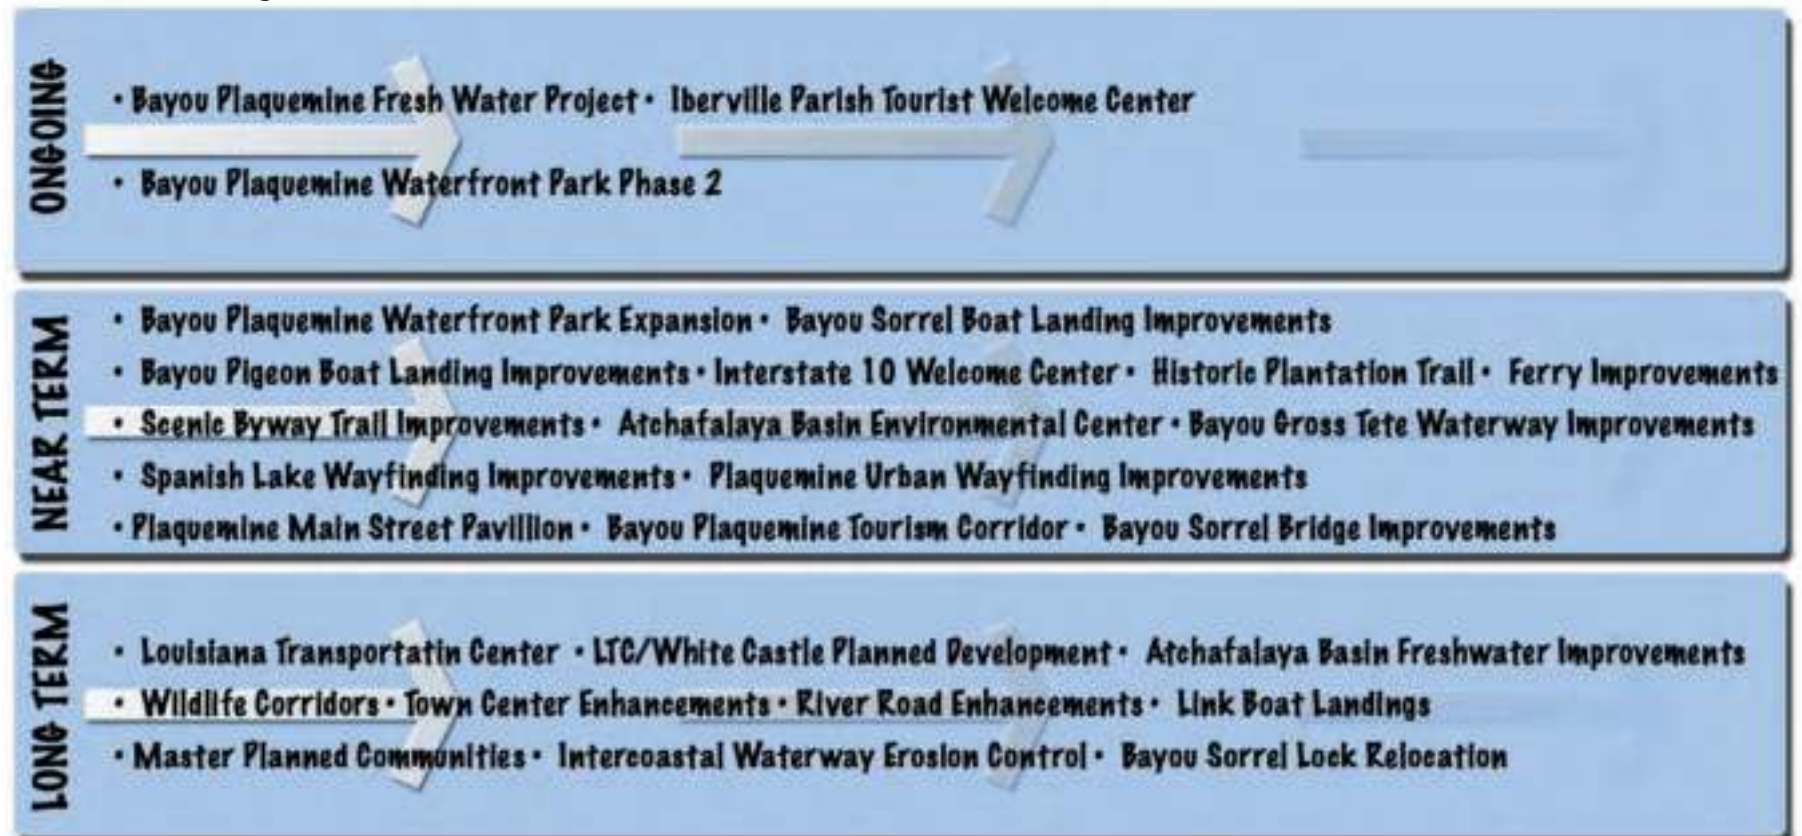 ONGOING
• Bayou Plaquemine Fresh Water Project • Iberville Parish Tourist Welcome Center
• Bayou Plaquemine Waterfront Park Phase 2
NEAR TERM
• Bayou Plaquemine Waterfront Park Expansion • Bayou Sorrel Boat Landing Improvements
• Bayou Pigeon Boat Landing Improvements • Interstate 10 Welcome Center • Historic Plantation Trail • Ferry Improvements
• Scenic Byway Trail Improvements • Atchafalaya Basin Environmental Center • Bayou Gross Tete Waterway Improvements
• Spanish Lake Wayfinding Improvements • Plaquemine Urban Wayfinding Improvements
• Plaquemine Main Street Pavillion • Bayou Plaquemine Tourism Corridor • Bayou Sorrel Bridge Improvements
LONG TERM
• Louisiana Transportatin Center • LTC/White Castle Planned Development • Atchafalaya Basin Freshwater Improvements
• Wildlife Corridors • Town Center Enhancements • River Road Enhancements • Link Boat Landings
• Master Planned Communities • Intercoastal Waterway Erosion Control • Bayou Sorrel Lock Relocation